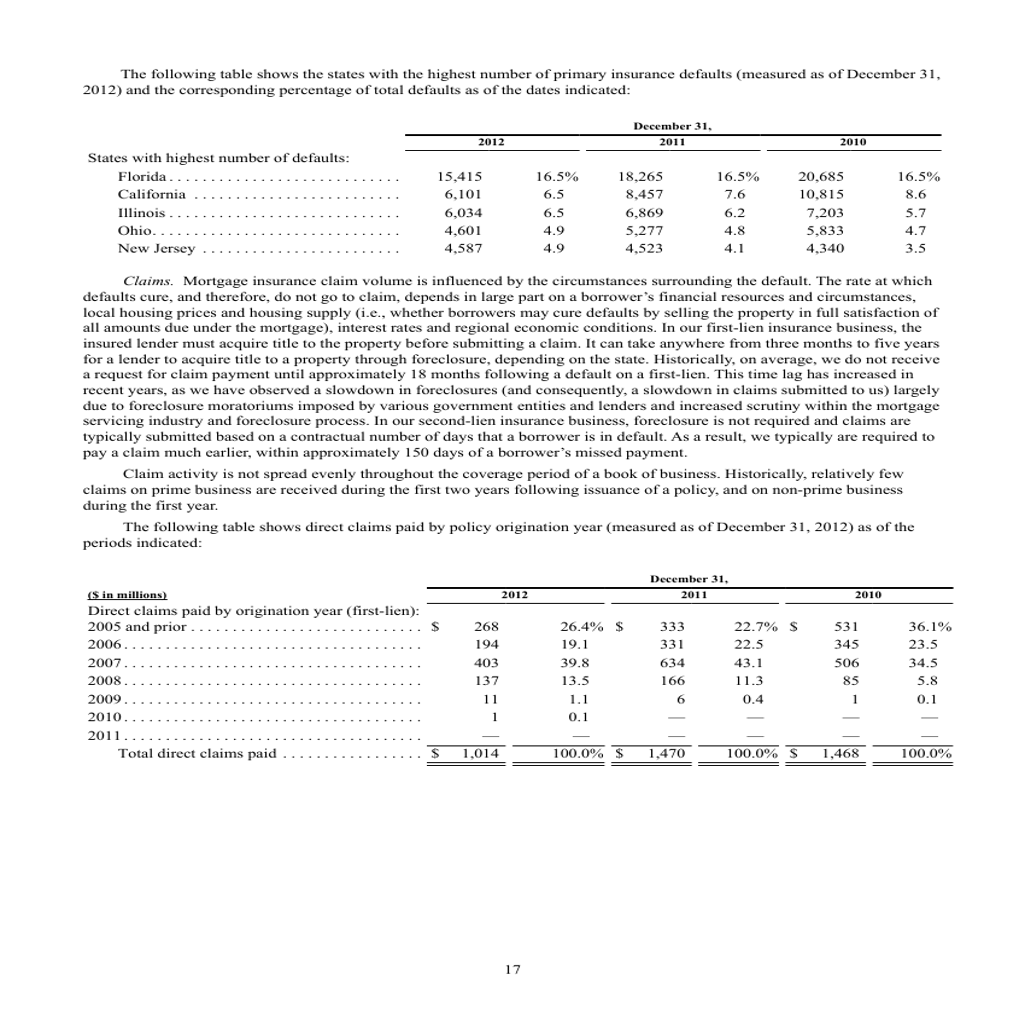 The following table shows the states with the highest number of primary insurance defaults (measured as of December 31,
2012) and the corresponding percentage of total defaults as of the dates indicated:
December 31,
2012 2011 2010
States with highest number of defaults:
Florida . . . . . . . . . . . . . . . . . . . . . . . . . . . . 15,415 16.5% 18,265 16.5% 20,685 16.5%
California . . . . . . . . . . . . . . . . . . . . . . . . . 6,101 6.5 8,457 7.6 10,815 8.6
Illinois . . . . . . . . . . . . . . . . . . . . . . . . . . . . 6,034 6.5 6,869 6.2 7,203 5.7
Ohio. . . . . . . . . . . . . . . . . . . . . . . . . . . . . . 4,601 4.9 5,277 4.8 5,833 4.7
New Jersey . . . . . . . . . . . . . . . . . . . . . . . . 4,587 4.9 4,523 4.1 4,340 3.5
Claims. Mortgage insurance claim volume is influenced by the circumstances surrounding the default. The rate at which
defaults cure, and therefore, do not go to claim, depends in large part on a borrower’s financial resources and circumstances,
local housing prices and housing supply (i.e., whether borrowers may cure defaults by selling the property in full satisfaction of
all amounts due under the mortgage), interest rates and regional economic conditions. In our first-lien insurance business, the
insured lender must acquire title to the property before submitting a claim. It can take anywhere from three months to five years
for a lender to acquire title to a property through foreclosure, depending on the state. Historically, on average, we do not receive
a request for claim payment until approximately 18 months following a default on a first-lien. This time lag has increased in
recent years, as we have observed a slowdown in foreclosures (and consequently, a slowdown in claims submitted to us) largely
due to foreclosure moratoriums imposed by various government entities and lenders and increased scrutiny within the mortgage
servicing industry and foreclosure process. In our second-lien insurance business, foreclosure is not required and claims are
typically submitted based on a contractual number of days that a borrower is in default. As a result, we typically are required to
pay a claim much earlier, within approximately 150 days of a borrower’s missed payment.
Claim activity is not spread evenly throughout the coverage period of a book of business. Historically, relatively few
claims on prime business are received during the first two years following issuance of a policy, and on non-prime business
during the first year.
The following table shows direct claims paid by policy origination year (measured as of December 31, 2012) as of the
periods indicated:
December 31,
($ in millions) 2012 2011 2010
Direct claims paid by origination year (first-lien):
2005 and prior . . . . . . . . . . . . . . . . . . . . . . . . . . . . $ 268 26.4% $ 333 22.7% $ 531 36.1%
2006 . . . . . . . . . . . . . . . . . . . . . . . . . . . . . . . . . . . . 194 19.1 331 22.5 345 23.5
2007 . . . . . . . . . . . . . . . . . . . . . . . . . . . . . . . . . . . . 403 39.8 634 43.1 506 34.5
2008 . . . . . . . . . . . . . . . . . . . . . . . . . . . . . . . . . . . . 137 13.5 166 11.3 85 5.8
2009 . . . . . . . . . . . . . . . . . . . . . . . . . . . . . . . . . . . . 11 1.1 6 0.4 1 0.1
2010 . . . . . . . . . . . . . . . . . . . . . . . . . . . . . . . . . . . . 1 0.1 — — — —
2011 . . . . . . . . . . . . . . . . . . . . . . . . . . . . . . . . . . . . — — — — — —
Total direct claims paid . . . . . . . . . . . . . . . . . $ 1,014 100.0% $ 1,470 100.0% $ 1,468 100.0%
17